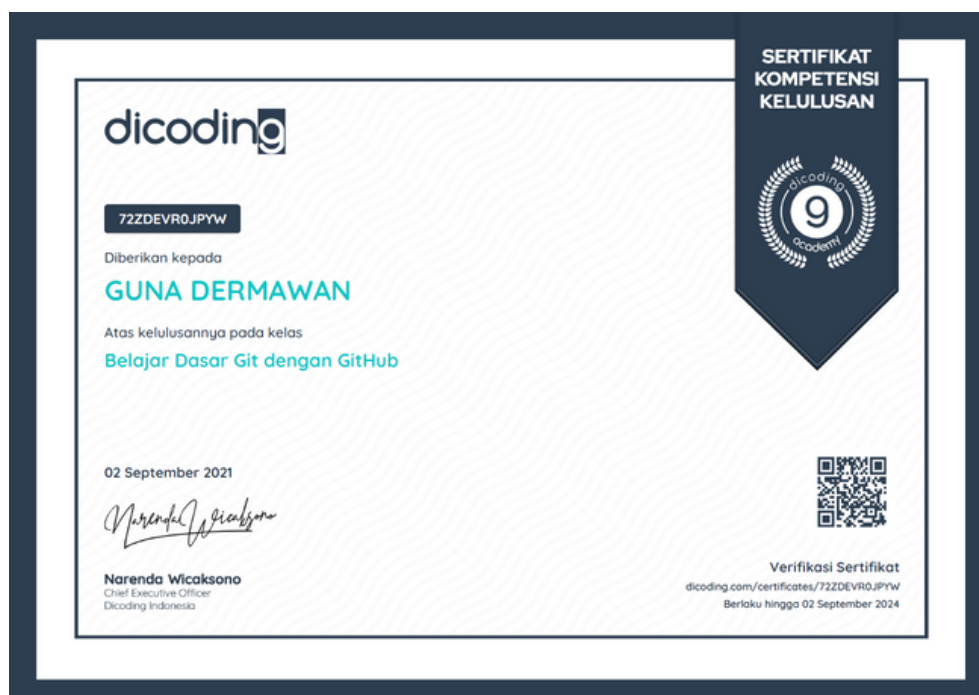 SERTIFIKAT
KOMPETENSI
KELULUSAN
dicoding
dicoding
9
academy
72ZDEVR0JPYW
Diberikan kepada
GUNA DERMAWAN
Atas kelulusannya pada kelas
Belajar Dasar Git dengan GitHub
02 September 2021
Narenda Wicaksono
Narenda Wicaksono
Chief Executive Officer
Dicoding Indonesia
Verifikasi Sertifikat
dicoding.com/certificates/72ZDEVR0JPYW
Berlaku hingga 02 September 2024